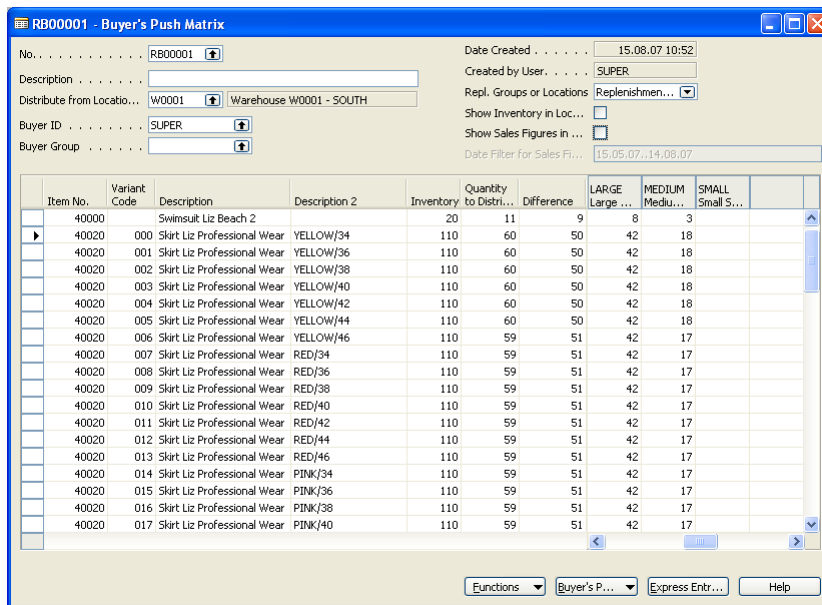 RB00001 - Buyer's Push Matrix
No. . . . . . . . . . . . . RB00001
Description . . . . . . .
Distribute from Locatio... W0001 Warehouse W0001 - SOUTH
Buyer ID . . . . . . . . SUPER
Buyer Group . . . . . .
Date Created . . . . . . 15.08.07 10:52
Created by User. . . . . SUPER
Repl. Groups or Locations Replenishmen...
Show Inventory in Loc...
Show Sales Figures in ...
Date Filter for Sales Fi... 15.05.07..14.08.07
Item No. Variant Code Description Description 2 Inventory Quantity to Distri... Difference LARGE Large ... MEDIUM Mediu... SMALL Small S...
40000 Swimsuit Liz Beach 2 20 11 9 8 3
40020 000 Skirt Liz Professional Wear YELLOW/34 110 60 50 42 18
40020 001 Skirt Liz Professional Wear YELLOW/36 110 60 50 42 18
40020 002 Skirt Liz Professional Wear YELLOW/38 110 60 50 42 18
40020 003 Skirt Liz Professional Wear YELLOW/40 110 60 50 42 18
40020 004 Skirt Liz Professional Wear YELLOW/42 110 60 50 42 18
40020 005 Skirt Liz Professional Wear YELLOW/44 110 60 50 42 18
40020 006 Skirt Liz Professional Wear YELLOW/46 110 59 51 42 17
40020 007 Skirt Liz Professional Wear RED/34 110 59 51 42 17
40020 008 Skirt Liz Professional Wear RED/36 110 59 51 42 17
40020 009 Skirt Liz Professional Wear RED/38 110 59 51 42 17
40020 010 Skirt Liz Professional Wear RED/40 110 59 51 42 17
40020 011 Skirt Liz Professional Wear RED/42 110 59 51 42 17
40020 012 Skirt Liz Professional Wear RED/44 110 59 51 42 17
40020 013 Skirt Liz Professional Wear RED/46 110 59 51 42 17
40020 014 Skirt Liz Professional Wear PINK/34 110 59 51 42 17
40020 015 Skirt Liz Professional Wear PINK/36 110 59 51 42 17
40020 016 Skirt Liz Professional Wear PINK/38 110 59 51 42 17
40020 017 Skirt Liz Professional Wear PINK/40 110 59 51 42 17
Functions Buyer's P... Express Entr... Help